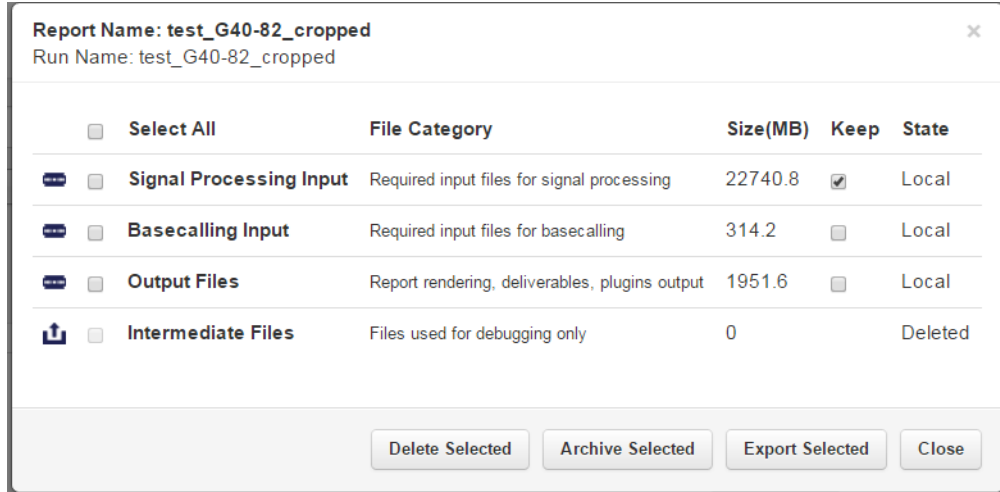 Report Name: test_G40-82_cropped
Run Name: test_G40-82_cropped
×
Select All File Category Size(MB) Keep State
Signal Processing Input Required input files for signal processing 22740.8 Local
Basecalling Input Required input files for basecalling 314.2 Local
Output Files Report rendering, deliverables, plugins output 1951.6 Local
Intermediate Files Files used for debugging only 0 Deleted
Delete Selected Archive Selected Export Selected Close